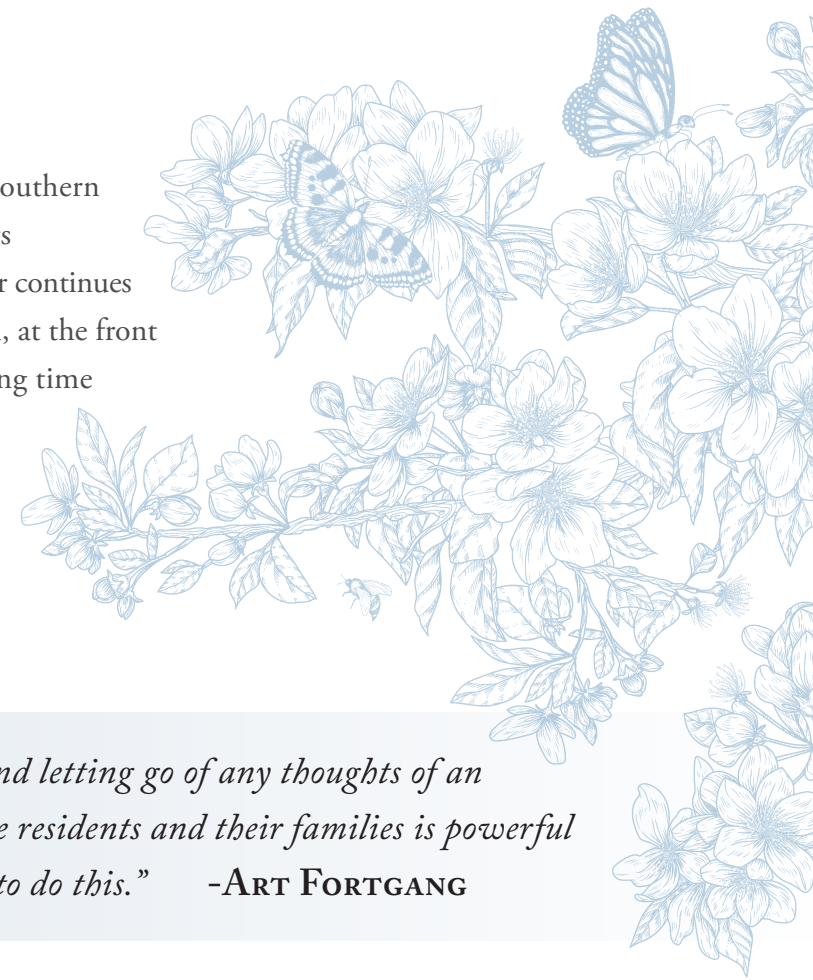 outhern
s
r continues
, at the front
ng time
nd letting go of any thoughts of an
e residents and their families is powerful
to do this.” -Art Fortgang